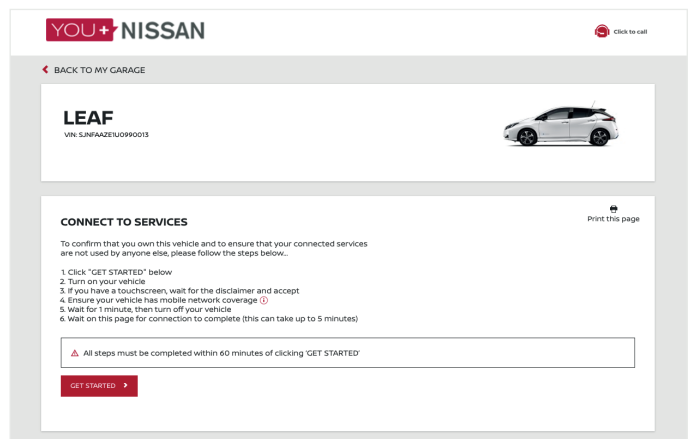 YOU+ NISSAN
Click to call
BACK TO MY GARAGE
LEAF
VIN: SJNFAAZE1U0990013
Print this page
CONNECT TO SERVICES
To confirm that you own this vehicle and to ensure that your connected services
are not used by anyone else, please follow the steps below...
1. Click "GET STARTED" below
2. Turn on your vehicle
3. If you have a touchscreen, wait for the disclaimer and accept
4. Ensure your vehicle has mobile network coverage
5. Wait for 1 minute, then turn off your vehicle
6. Wait on this page for connection to complete (this can take up to 5 minutes)
All steps must be completed within 60 minutes of clicking 'GET STARTED'
GET STARTED